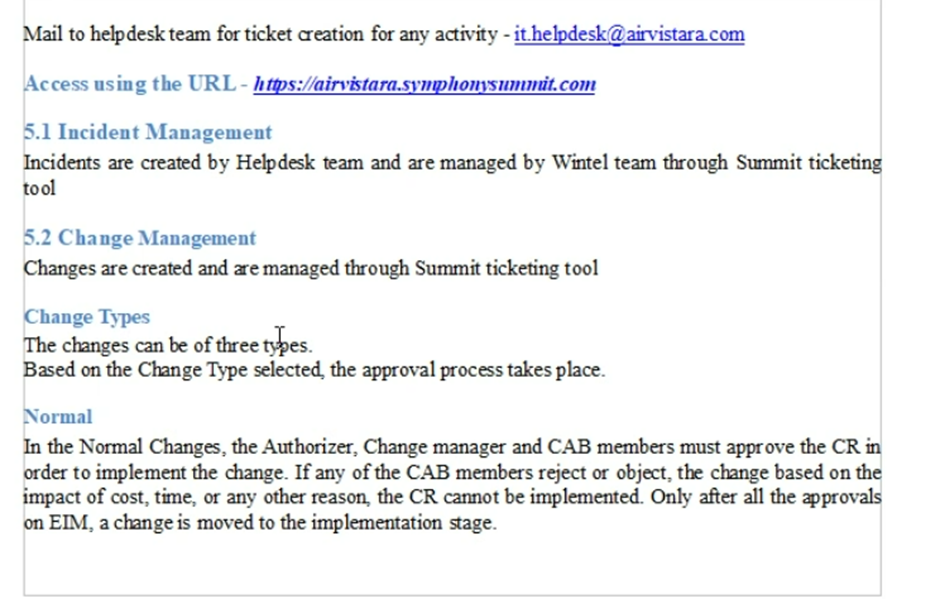 Mail to helpdesk team for ticket creation for any activity - it.helpdesk@airvistara.com
Access using the URL - https://airvistara.symphonysummit.com
5.1 Incident Management
Incidents are created by Helpdesk team and are managed by Wintel team through Summit ticketing
tool
5.2 Change Management
Changes are created and are managed through Summit ticketing tool
Change Types
The changes can be of three types.
Based on the Change Type selected, the approval process takes place.
Normal
In the Normal Changes, the Authorizer, Change manager and CAB members must approve the CR in
order to implement the change. If any of the CAB members reject or object, the change based on the
impact of cost, time, or any other reason, the CR cannot be implemented. Only after all the approvals
on EIM, a change is moved to the implementation stage.